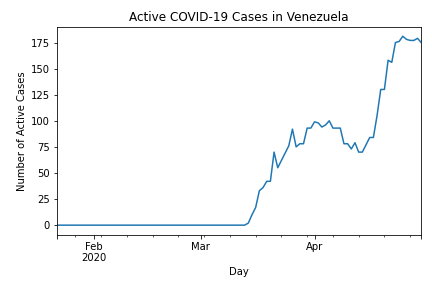 Active COVID-19 Cases in Venezuela
Number of Active Cases
175
150
125
100
75
50
25
0
Feb
2020
Mar
Apr
Day